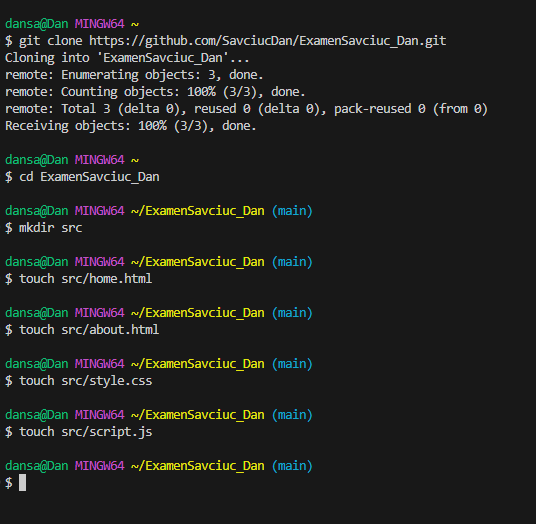 dansa@Dan MINGW64 ~
$ git clone https://github.com/SavciucDan/ExamenSavciuc_Dan.git
Cloning into 'ExamenSavciuc_Dan'...
remote: Enumerating objects: 3, done.
remote: Counting objects: 100% (3/3), done.
remote: Total 3 (delta 0), reused 0 (delta 0), pack-reused 0 (from 0)
Receiving objects: 100% (3/3), done.
dansa@Dan MINGW64 ~
$ cd ExamenSavciuc_Dan
dansa@Dan MINGW64 ~/ExamenSavciuc_Dan (main)
$ mkdir src
dansa@Dan MINGW64 ~/ExamenSavciuc_Dan (main)
$ touch src/home.html
dansa@Dan MINGW64 ~/ExamenSavciuc_Dan (main)
$ touch src/about.html
dansa@Dan MINGW64 ~/ExamenSavciuc_Dan (main)
$ touch src/style.css
dansa@Dan MINGW64 ~/ExamenSavciuc_Dan (main)
$ touch src/script.js
dansa@Dan MINGW64 ~/ExamenSavciuc_Dan (main)
$